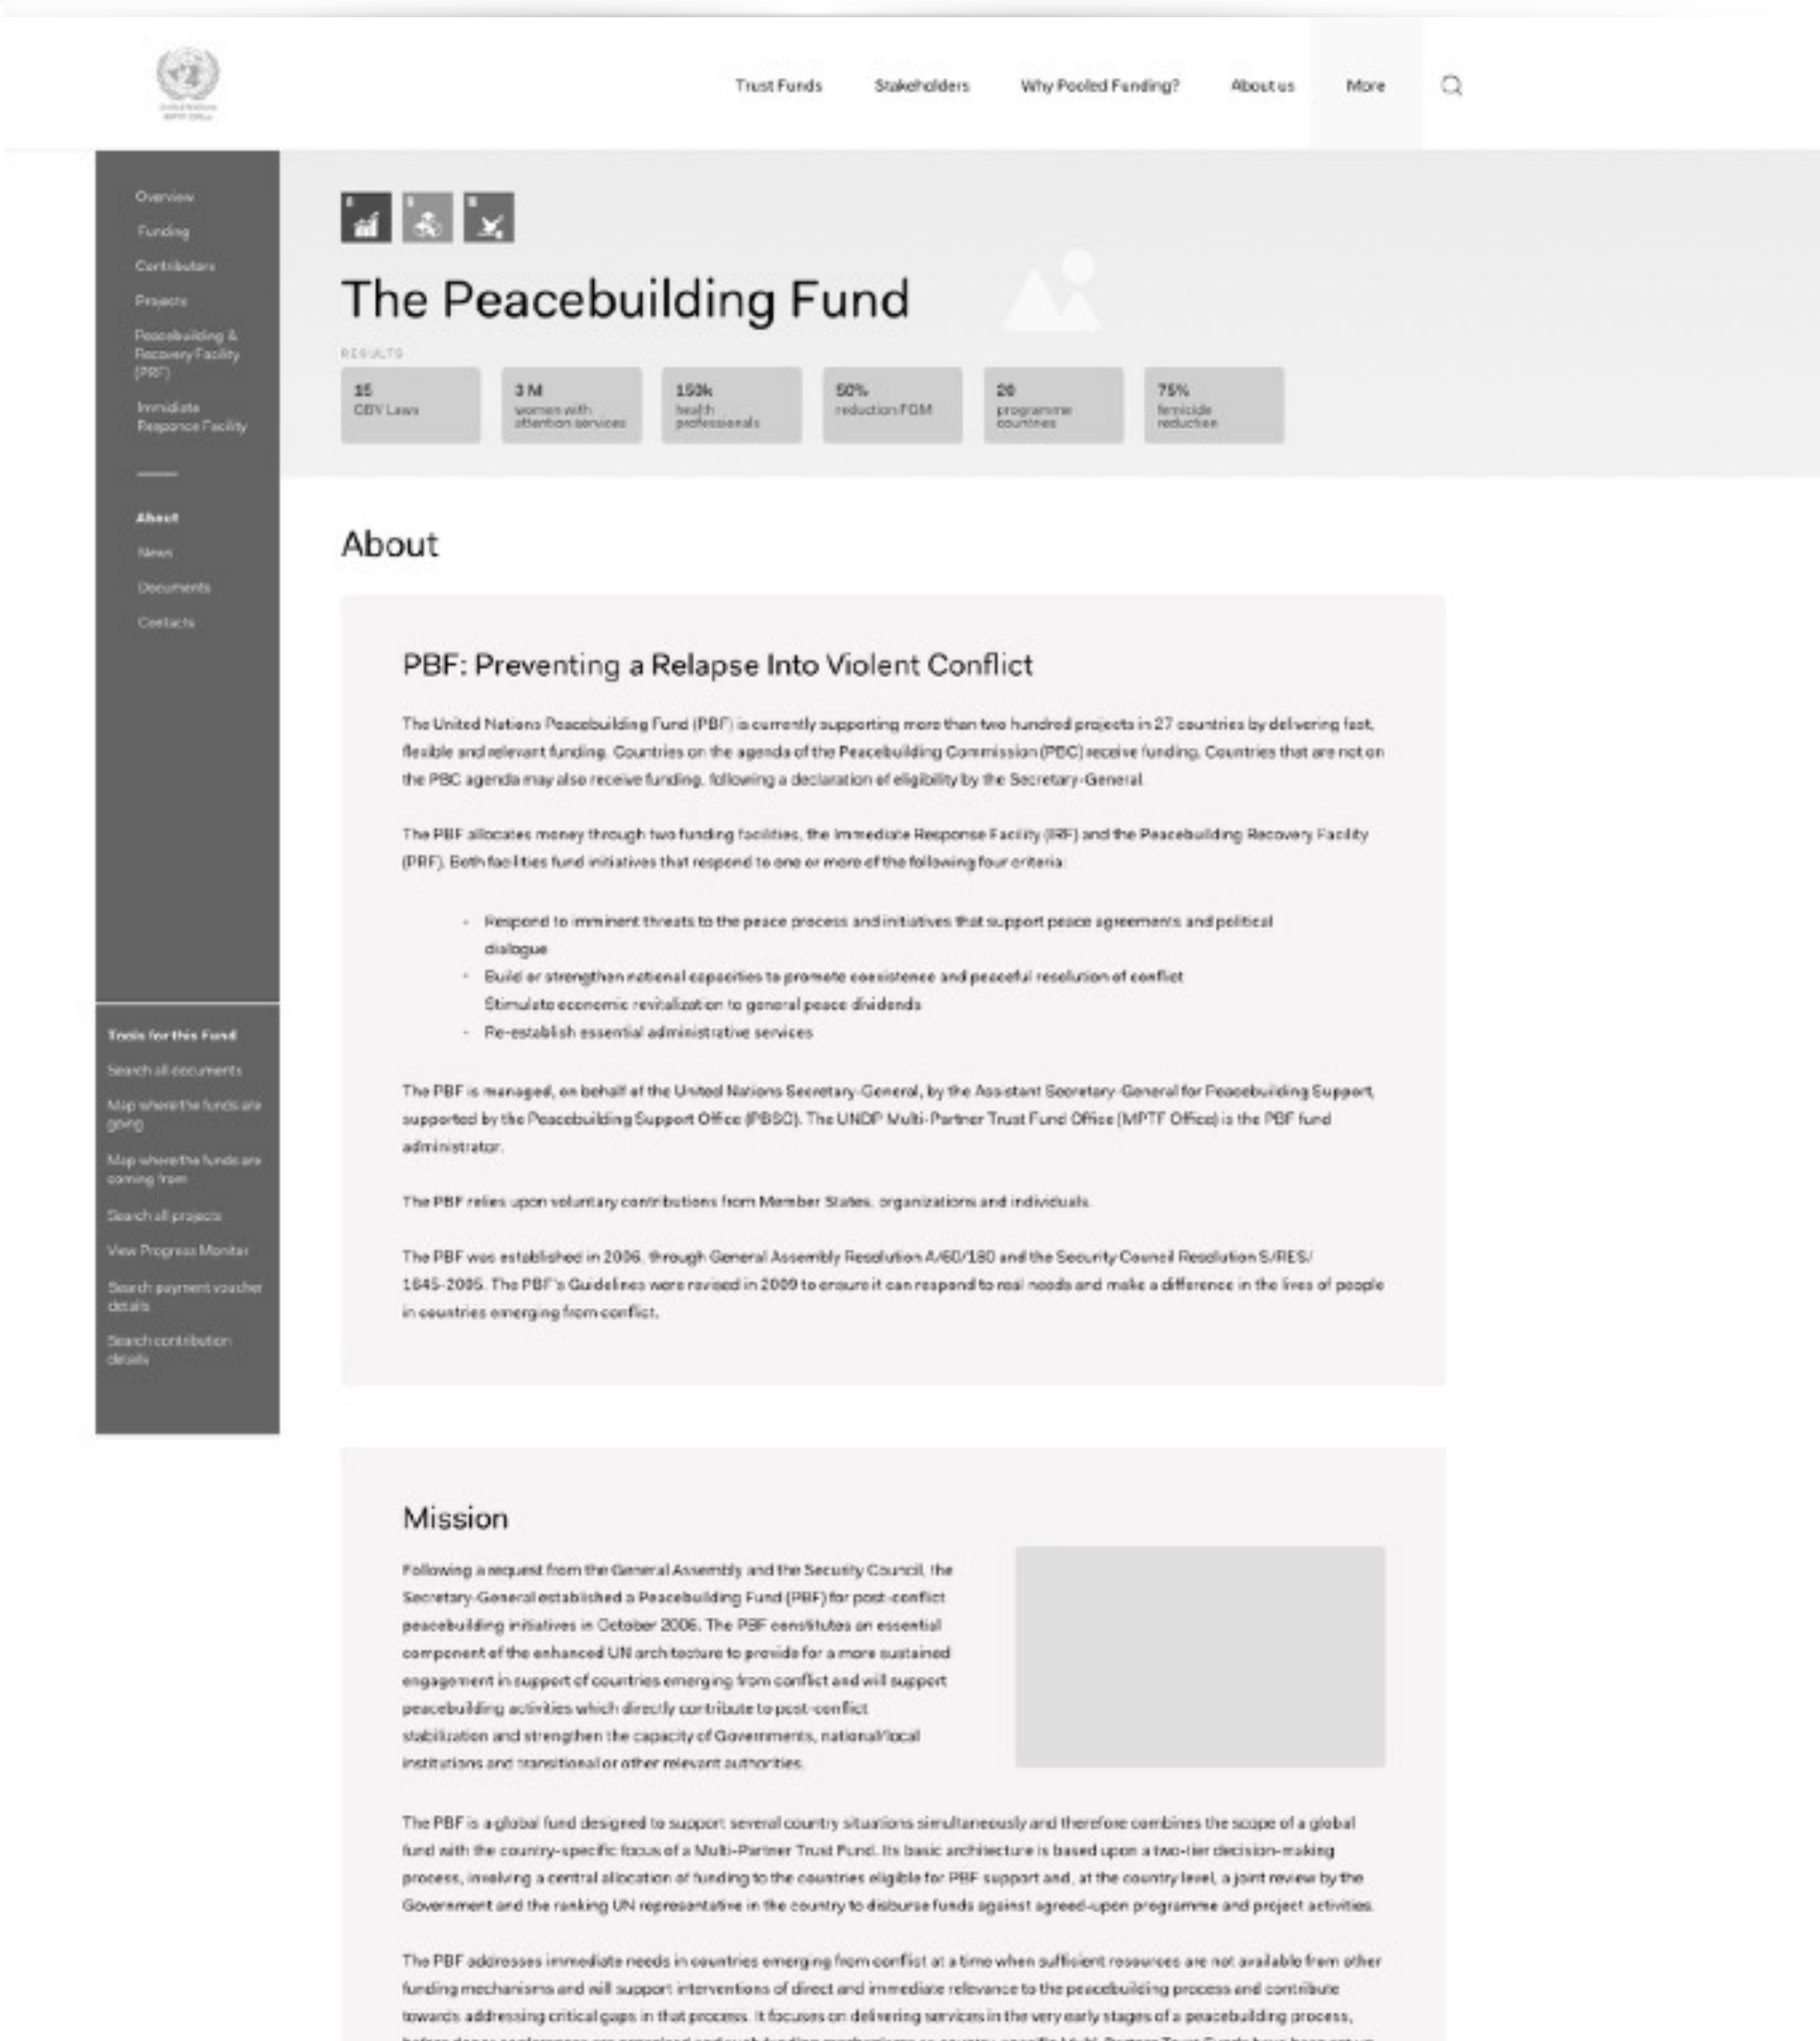 United Nations
MPTF Office
Trust Funds
Stakeholders
Why Pooled Funding?
About us
More
Overview
Funding
Contributors
Projects
Peacebuilding &
Recovery Facility
(PRF)
Immidiate
Responce Facility
About
News
Documents
Contacts
Tools for this Fund
Search all documents
Map where the funds are
going
Map where the funds are
coming from
Search all projects
View Progress Monitor
Search payment voucher
details
Search contribution
details
The Peacebuilding Fund
RESULTS
15
GBV Laws
3 M
women with
attention services
150k
health
professionals
50%
reduction FGM
20
programme
countries
75%
femicide
reduction
About
PBF: Preventing a Relapse Into Violent Conflict
The United Nations Peacebuilding Fund (PBF) is currently supporting more than two hundred projects in 27 countries by delivering fast,
flexible and relevant funding. Countries on the agenda of the Peacebuilding Commission (PBC) receive funding. Countries that are not on
the PBC agenda may also receive funding, following a declaration of eligibility by the Secretary-General.
The PBF allocates money through two funding facilities, the Immediate Response Facility (IRF) and the Peacebuilding Recovery Facility
(PRF). Both facilities fund initiatives that respond to one or more of the following four criteria:
- Respond to imminent threats to the peace process and initiatives that support peace agreements and political
dialogue
- Build or strengthen national capacities to promote coexistence and peaceful resolution of conflict
Stimulate economic revitalization to general peace dividends
- Re-establish essential administrative services
The PBF is managed, on behalf of the United Nations Secretary-General, by the Assistant Secretary-General for Peacebuilding Support,
supported by the Peacebuilding Support Office (PBSO). The UNDP Multi-Partner Trust Fund Office (MPTF Office) is the PBF fund
administrator.
The PBF relies upon voluntary contributions from Member States, organizations and individuals.
The PBF was established in 2006, through General Assembly Resolution A/60/180 and the Security Council Resolution S/RES/
1645-2005. The PBF's Guidelines were revised in 2009 to ensure it can respond to real needs and make a difference in the lives of people
in countries emerging from conflict.
Mission
Following a request from the General Assembly and the Security Council, the
Secretary-General established a Peacebuilding Fund (PBF) for post-conflict
peacebuilding initiatives in October 2006. The PBF constitutes an essential
component of the enhanced UN architecture to provide for a more sustained
engagement in support of countries emerging from conflict and will support
peacebuilding activities which directly contribute to post-conflict
stabilization and strengthen the capacity of Governments, national/local
institutions and transitional or other relevant authorities.
The PBF is a global fund designed to support several country situations simultaneously and therefore combines the scope of a global
fund with the country-specific focus of a Multi-Partner Trust Fund. Its basic architecture is based upon a two-tier decision-making
process, involving a central allocation of funding to the countries eligible for PBF support and, at the country level, a joint review by the
Government and the ranking UN representative in the country to disburse funds against agreed-upon programme and project activities.
The PBF addresses immediate needs in countries emerging from conflict at a time when sufficient resources are not available from other
funding mechanisms and will support interventions of direct and immediate relevance to the peacebuilding process and contribute
towards addressing critical gaps in that process. It focuses on delivering services in the very early stages of a peacebuilding process,